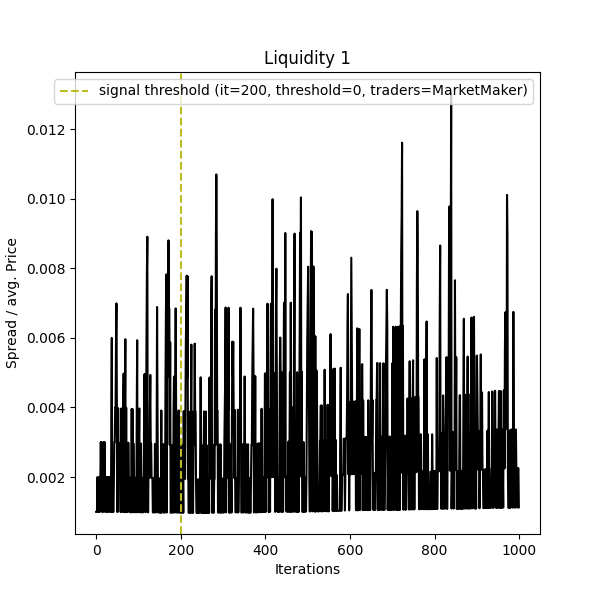 Liquidity 1
signal threshold (it=200, threshold=0, traders=MarketMaker)
0.012
0.010
0.008
0.006
0.004
0.002
Spread / avg. Price
0 200 400 600 800 1000
Iterations